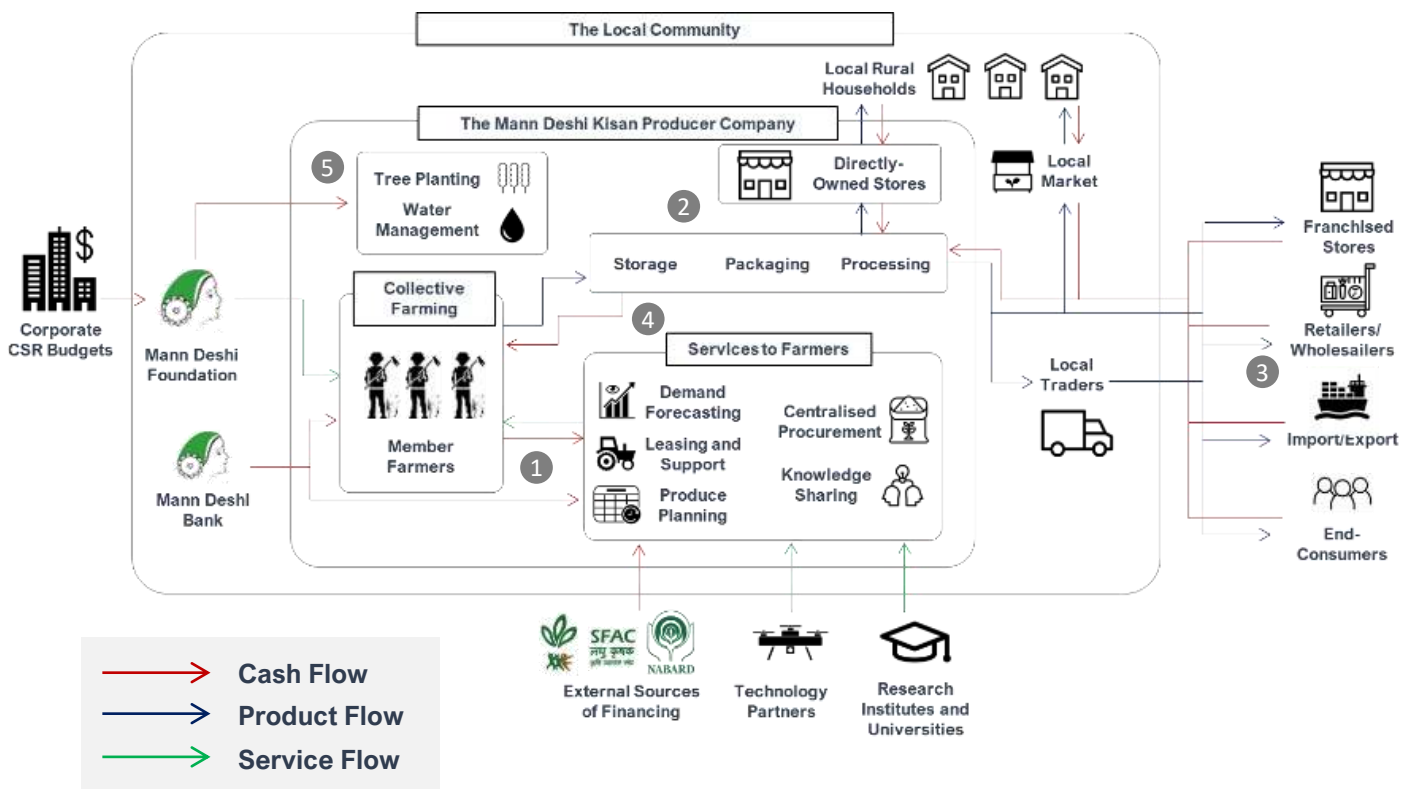 The Local Community
Local Rural
Households
The Mann Deshi Kisan Producer Company
5
Tree Planting
Water
Management
Directly-
Owned Stores
Local
Market
2
Franchised
Stores
$
Storage
Packaging
Processing
Collective
Farming
Corporate
CSR Budgets
Mann Deshi
Foundation
4
Services to Farmers
Retailers/
Wholesailers
3
Local
Traders
Demand
Forecasting
Centralised
Procurement
Leasing and
Support
Member
Farmers
1
Knowledge
Sharing
Produce
Planning
Import/Export
Mann Deshi
Bank
End-
Consumers
SFAC
लघु कृषक
NABARD
External Sources
of Financing
Technology
Partners
Research
Institutes and
Universities
Cash Flow
Product Flow
Service Flow